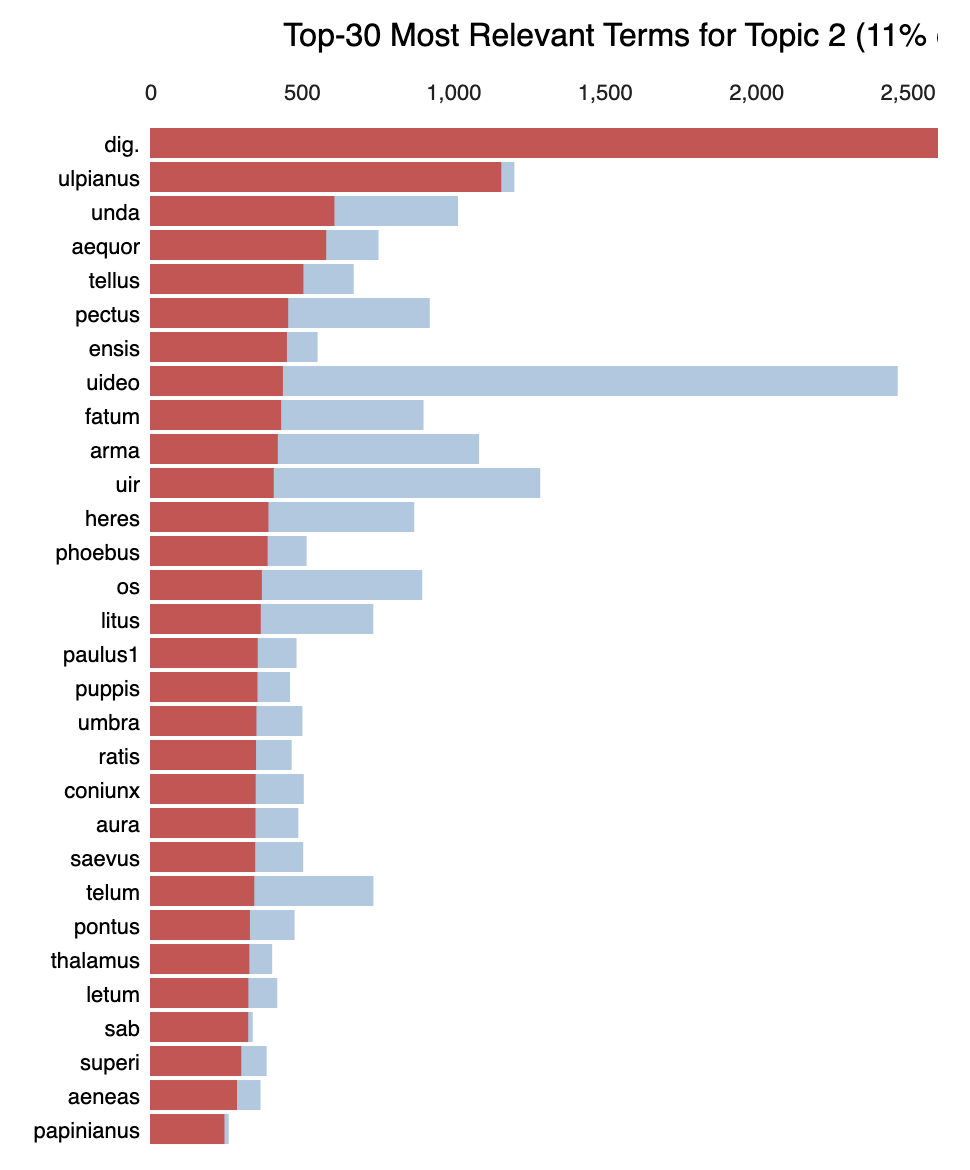 Top-30 Most Relevant Terms for Topic 2 (11%
0 500 1,000 1,500 2,000 2,500
dig.
ulpianus
unda
aequor
tellus
pectus
ensis
uideo
fatum
arma
uir
heres
phoebus
os
litus
paulus1
puppis
umbra
ratis
coniunx
aura
saevus
telum
pontus
thalamus
letum
sab
superi
aeneas
papinianus